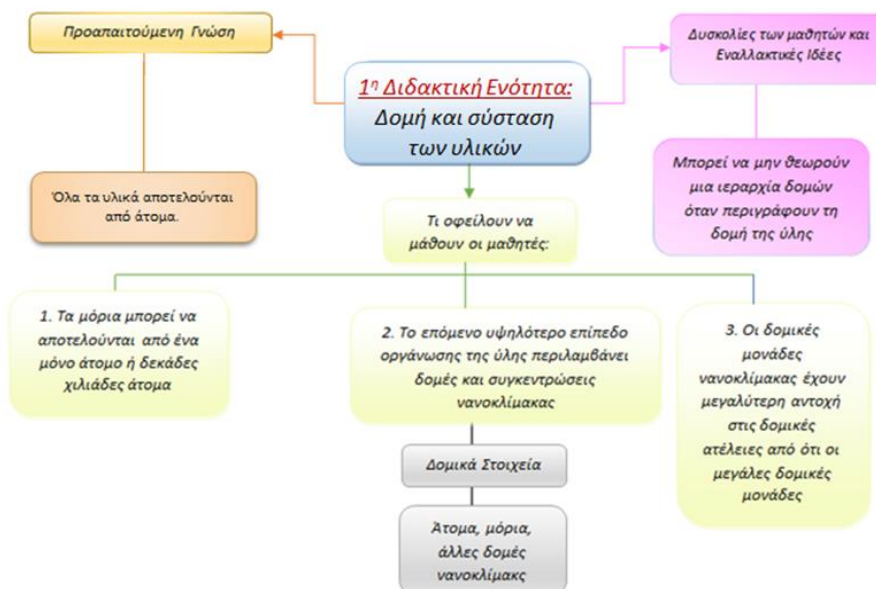 Προαπαιτούμενη Γνώση
Δυσκολίες των μαθητών και
Εναλλακτικές Ιδέες
1η Διδακτική Ενότητα:
Δομή και σύσταση
των υλικών
Όλα τα υλικά αποτελούνται
από άτομα.
Μπορεί να μην θεωρούν
μια ιεραρχία δομών
όταν περιγράφουν τη
δομή της ύλης
Τι οφείλουν να
μάθουν οι μαθητές:
1. Τα μόρια μπορεί να
αποτελούνται από ένα
μόνο άτομο ή δεκάδες
χιλιάδες άτομα
2. Το επόμενο υψηλότερο επίπεδο
οργάνωσης της ύλης περιλαμβάνει
δομές και συγκεντρώσεις
νανοκλίμακας
3. Οι δομικές
μονάδες
νανοκλίμακας έχουν
μεγαλύτερη αντοχή
στις δομικές
ατέλειες από ότι οι
μεγάλες δομικές
μονάδες
Δομικά Στοιχεία
Άτομα, μόρια,
άλλες δομές
νανοκλίμακς